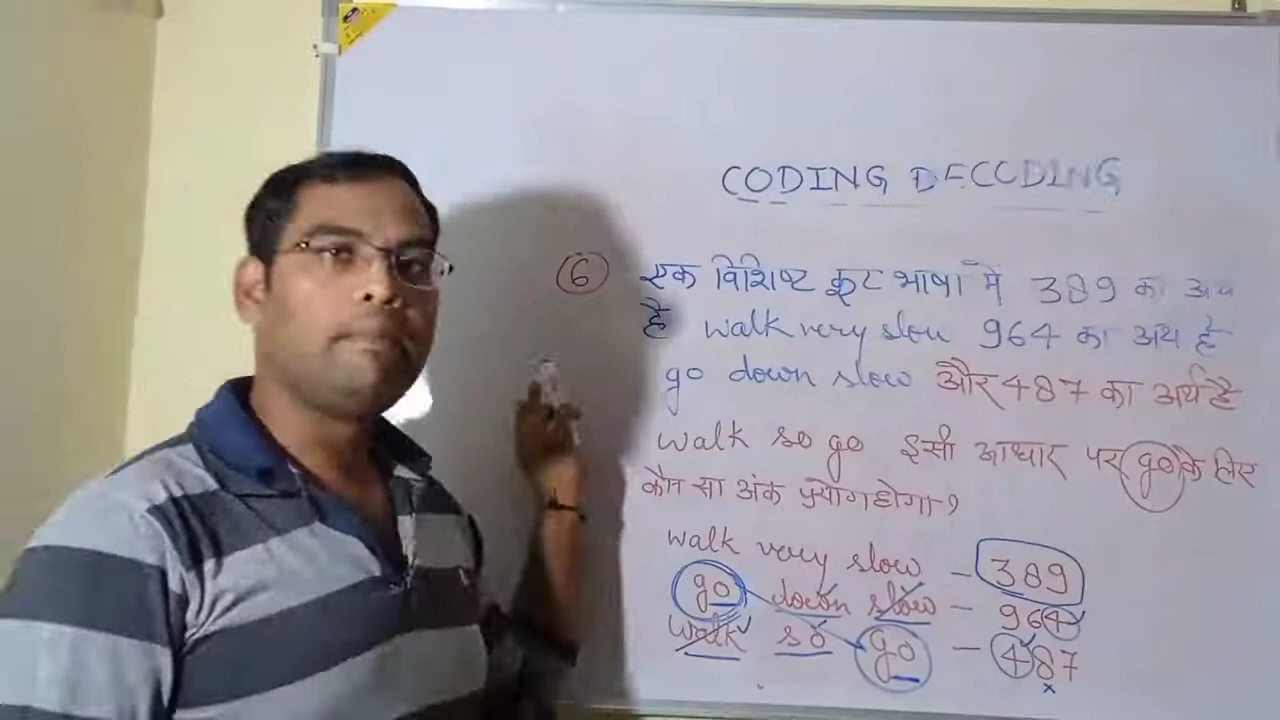 CODING DECODING
6 एक विशिष्ट कूट भाषा में 389 का अर्थ
है walk very slow 964 का अर्थ है
go down slow और 487 का अर्थ है
walk so go इसी आधार पर go के लिए
कौन सा अंक प्रयोग होगा?
walk very slow - 389
go down slow - 964
walk so go - 487